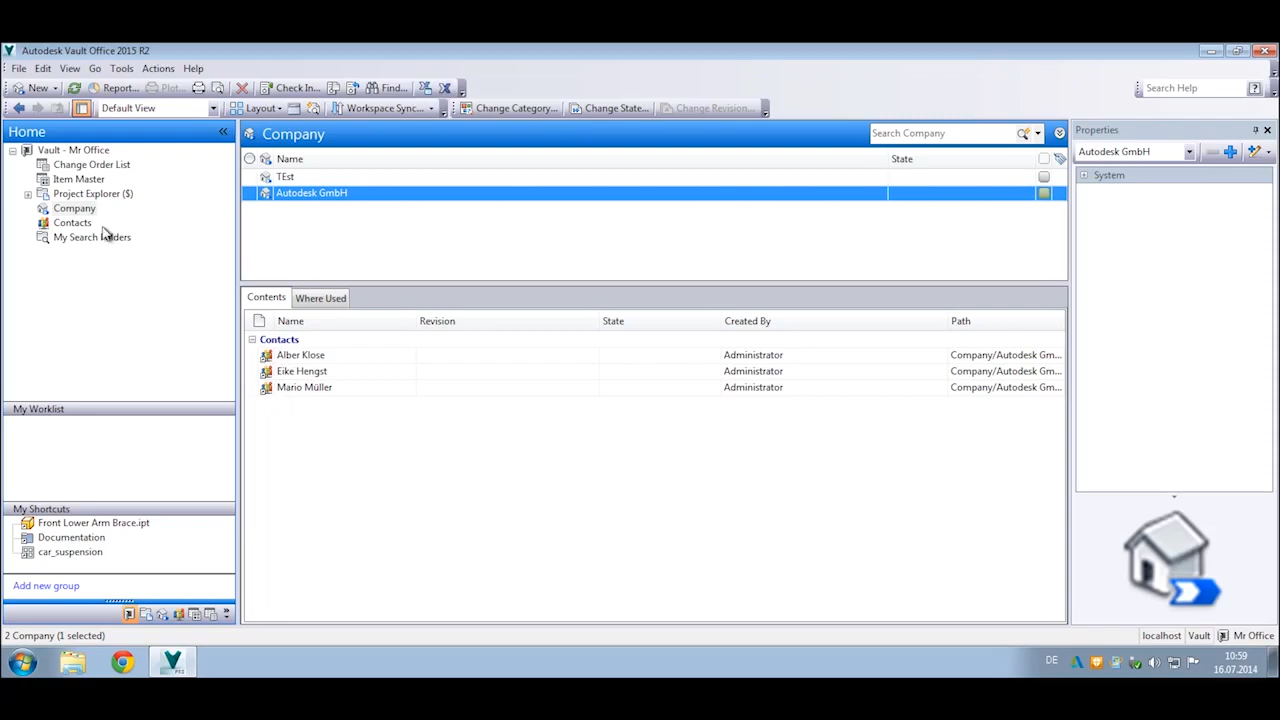 Autodesk Vault Office 2015 R2
File Edit View Go Tools Actions Help
New Report... Plot... Check In... Find...
Search Help ?
Default View Layout Workspace Sync... Change Category... Change State... Change Revision...
Home
Vault - Mr Office
Change Order List
Item Master
Project Explorer ($)
Company
Contacts
My Search
My Worklist
My Shortcuts
Front Lower Arm Brace.ipt
Documentation
car_suspension
Add new group
Company
Search Company
Name State
TEst
Autodesk GmbH
Contents Where Used
Name Revision State Created By Path
Contacts
Alber Klose Administrator Company/Autodesk Gm...
Eike Hengst Administrator Company/Autodesk Gm...
Mario Müller Administrator Company/Autodesk Gm...
Properties
Autodesk GmbH
System
2 Company (1 selected)
localhost Vault Mr Office
DE
10:59
16.07.2014